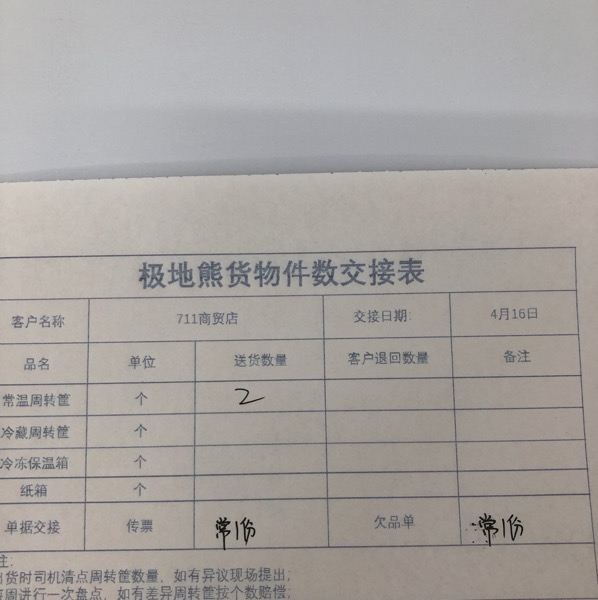 极地熊货物件数交接表
客户名称 711商贸店 交接日期: 4月16日
品名 单位 送货数量 客户退回数量 备注
常温周转筐 个 2
冷藏周转筐 个
冷冻保温箱 个
纸箱 个
单据交接 传票 常1份 欠品单 常1份
注:
出货时司机清点周转筐数量，如有异议现场提出;
每周进行一次盘点，如有差异周转筐按个数赔偿;